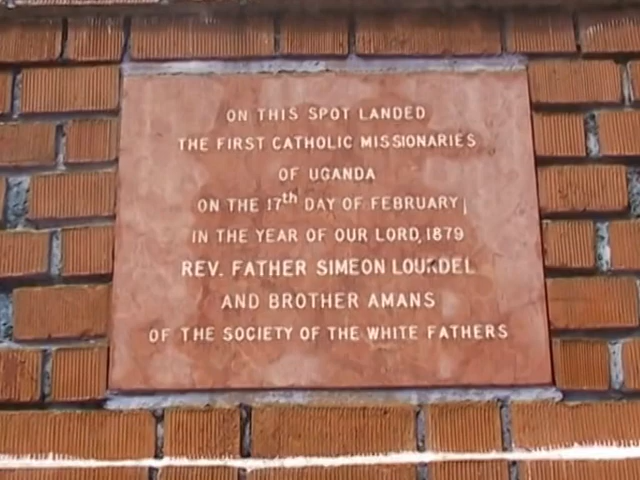 ON THIS SPOT LANDED
THE FIRST CATHOLIC MISSIONARIES
OF UGANDA
ON THE 17th DAY OF FEBRUARY,
IN THE YEAR OF OUR LORD, 1879
REV. FATHER SIMEON LOURDEL
AND BROTHER AMANS
OF THE SOCIETY OF THE WHITE FATHERS